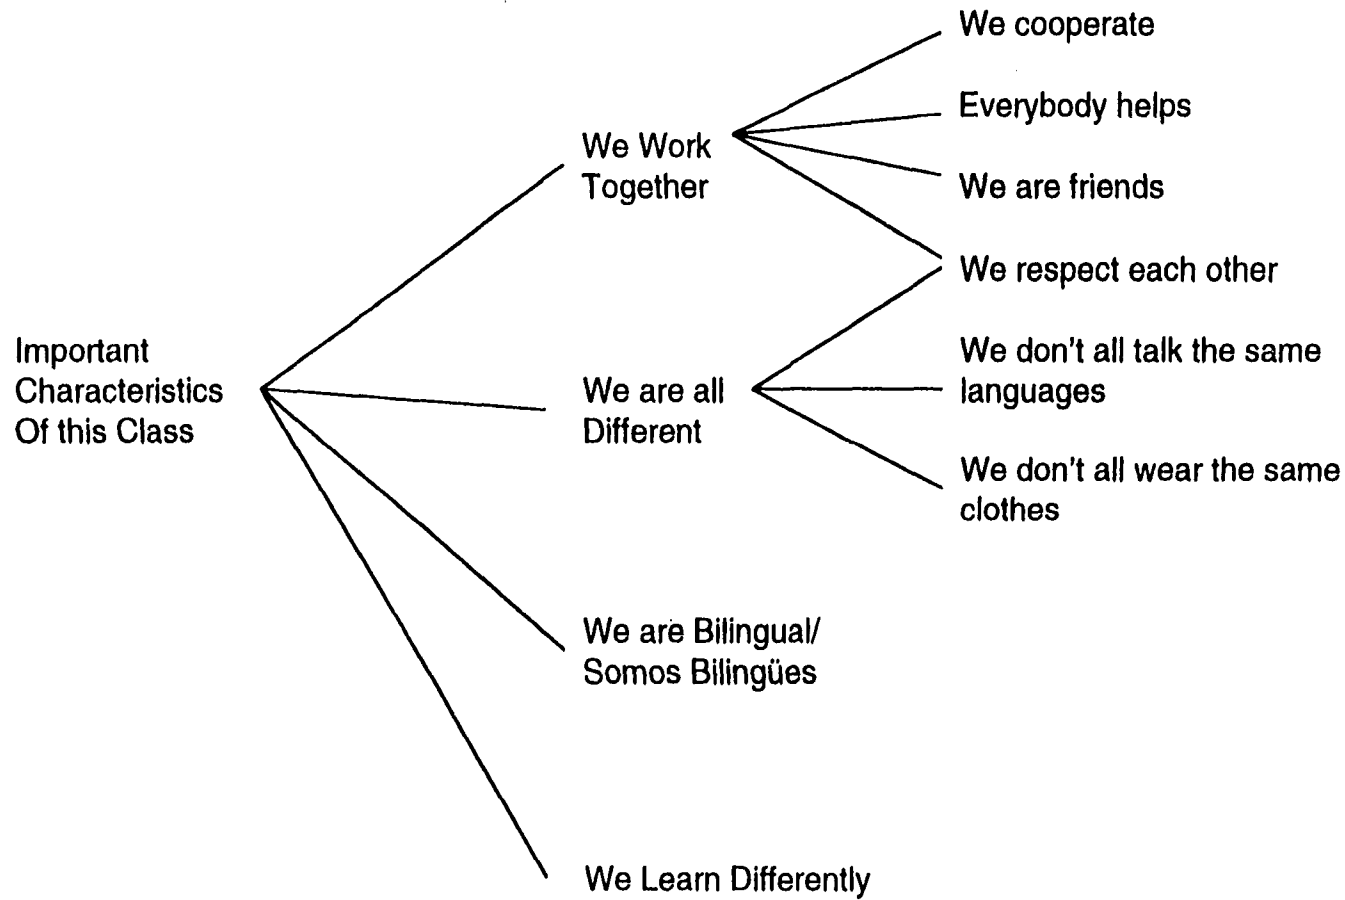 We cooperate
Everybody helps
We Work
Together
We are friends
We respect each other
Important
Characteristics
Of this Class
We are all
Different
We don't all talk the same
languages
We don't all wear the same
clothes
We are Bilingual/
Somos Bilingües
We Learn Differently